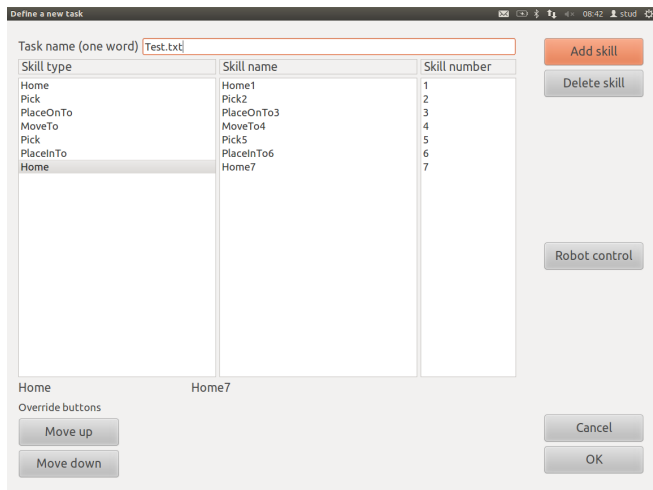 Define a new task 08:42 stud
Task name (one word) Test.txt
Add skill
Skill type Skill name Skill number
Delete skill
Home Home1 1
Pick Pick2 2
PlaceOnTo PlaceOnTo3 3
MoveTo MoveTo4 4
Pick Pick5 5
PlaceInTo PlaceInTo6 6
Home Home7 7
Robot control
Home Home7
Override buttons
Move up
Cancel
Move down
OK